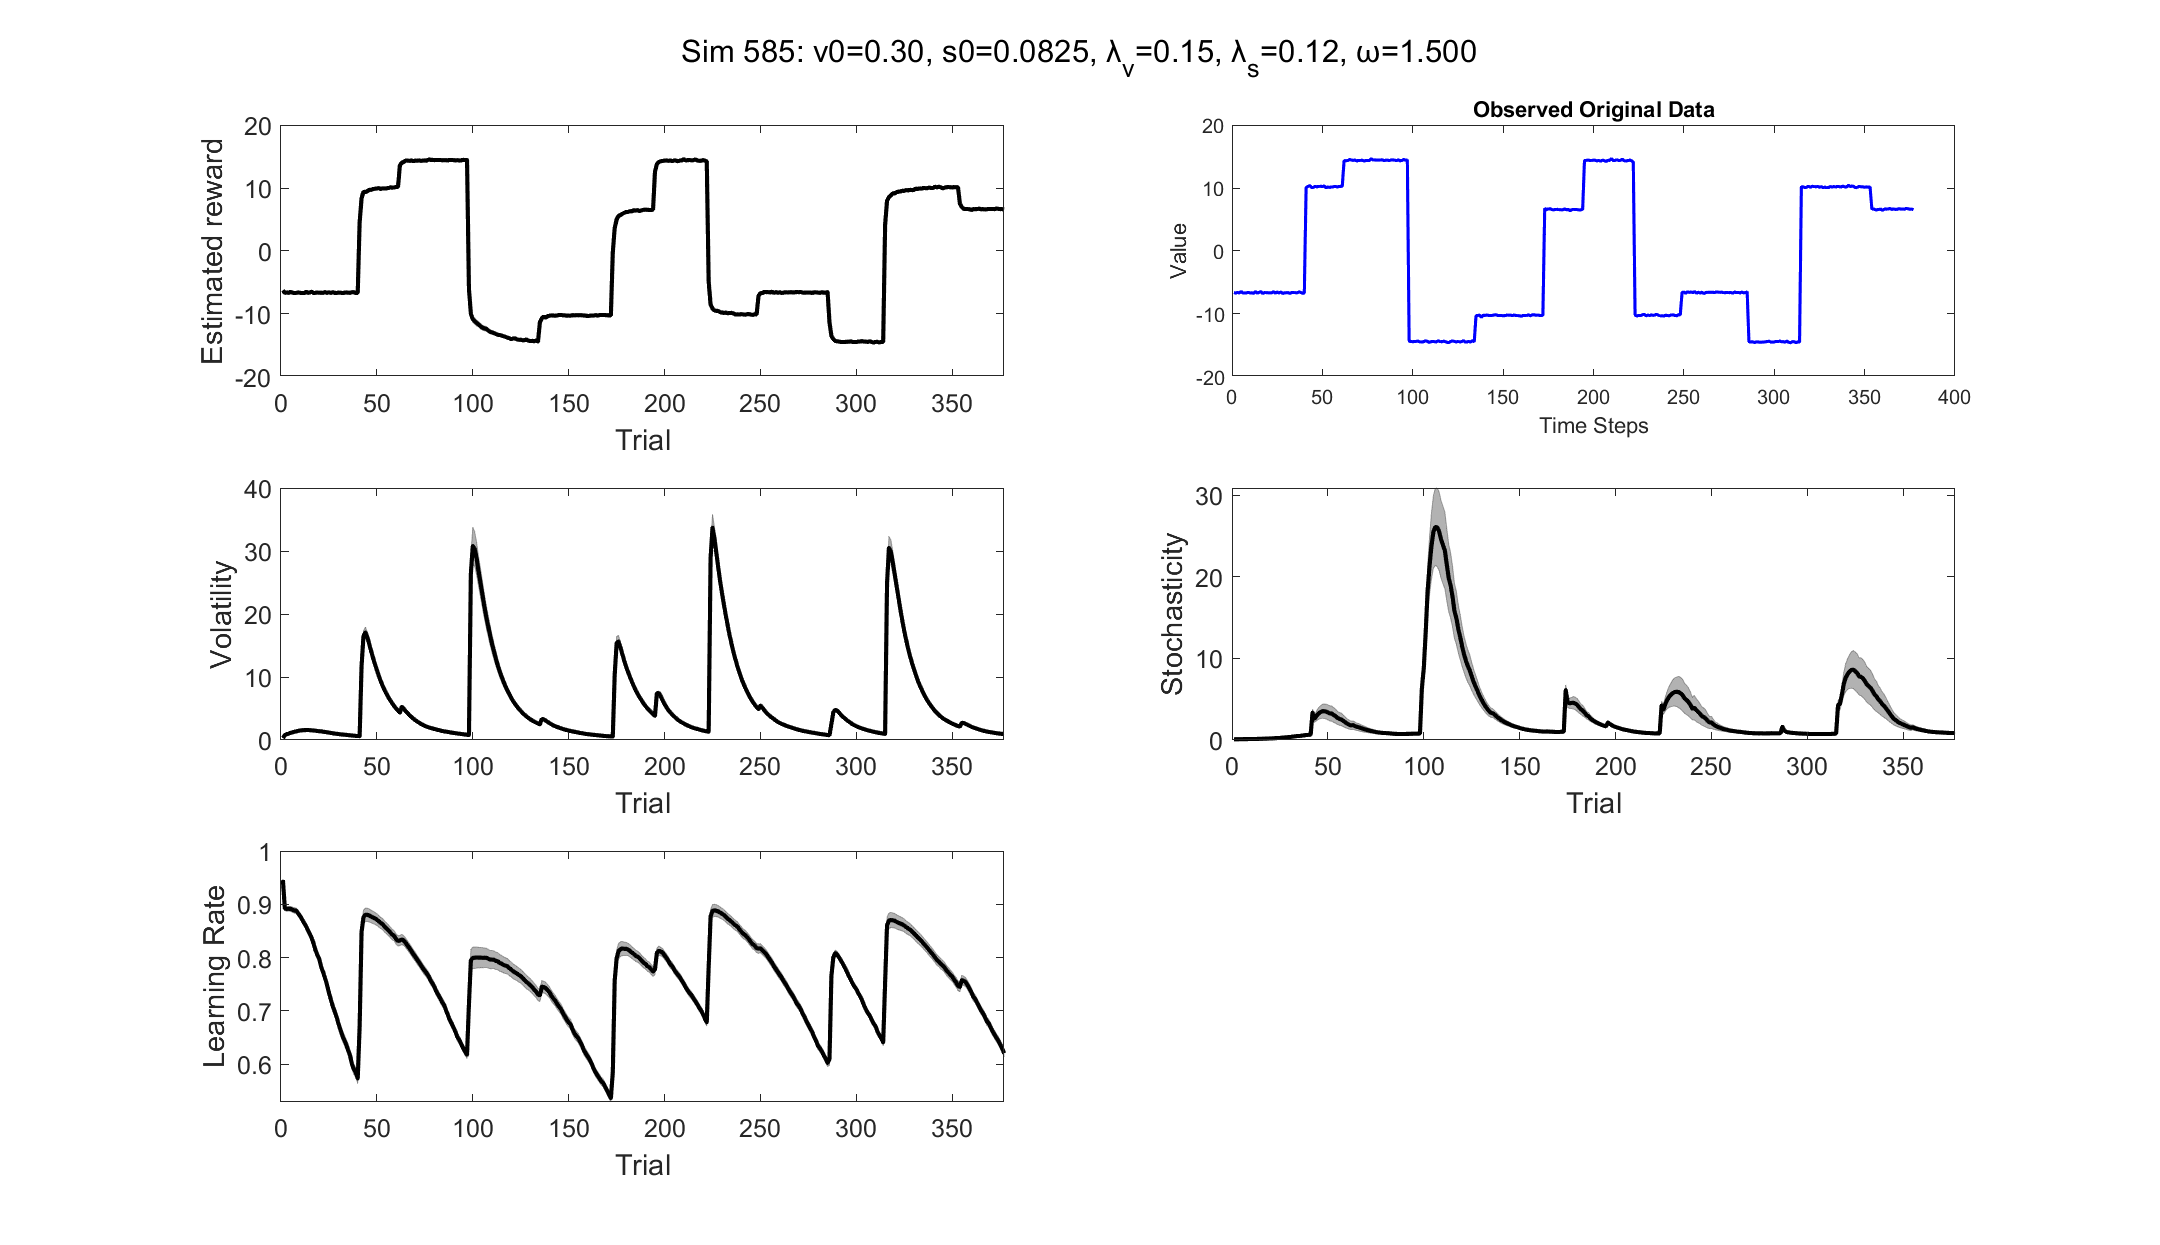 Sim 585: v0=0.30, s0=0.0825, λv=0.15, λs=0.12, ω=1.500
20
10
0
-10
-20
Estimated reward
0 50 100 150 200 250 300 350
Trial
Observed Original Data
20
10
0
-10
-20
Value
0 50 100 150 200 250 300 350 400
Time Steps
40
30
20
10
0
Volatility
0 50 100 150 200 250 300 350
Trial
30
20
10
0
Stochasticity
0 50 100 150 200 250 300 350
Trial
1
0.9
0.8
0.7
0.6
Learning Rate
0 50 100 150 200 250 300 350
Trial